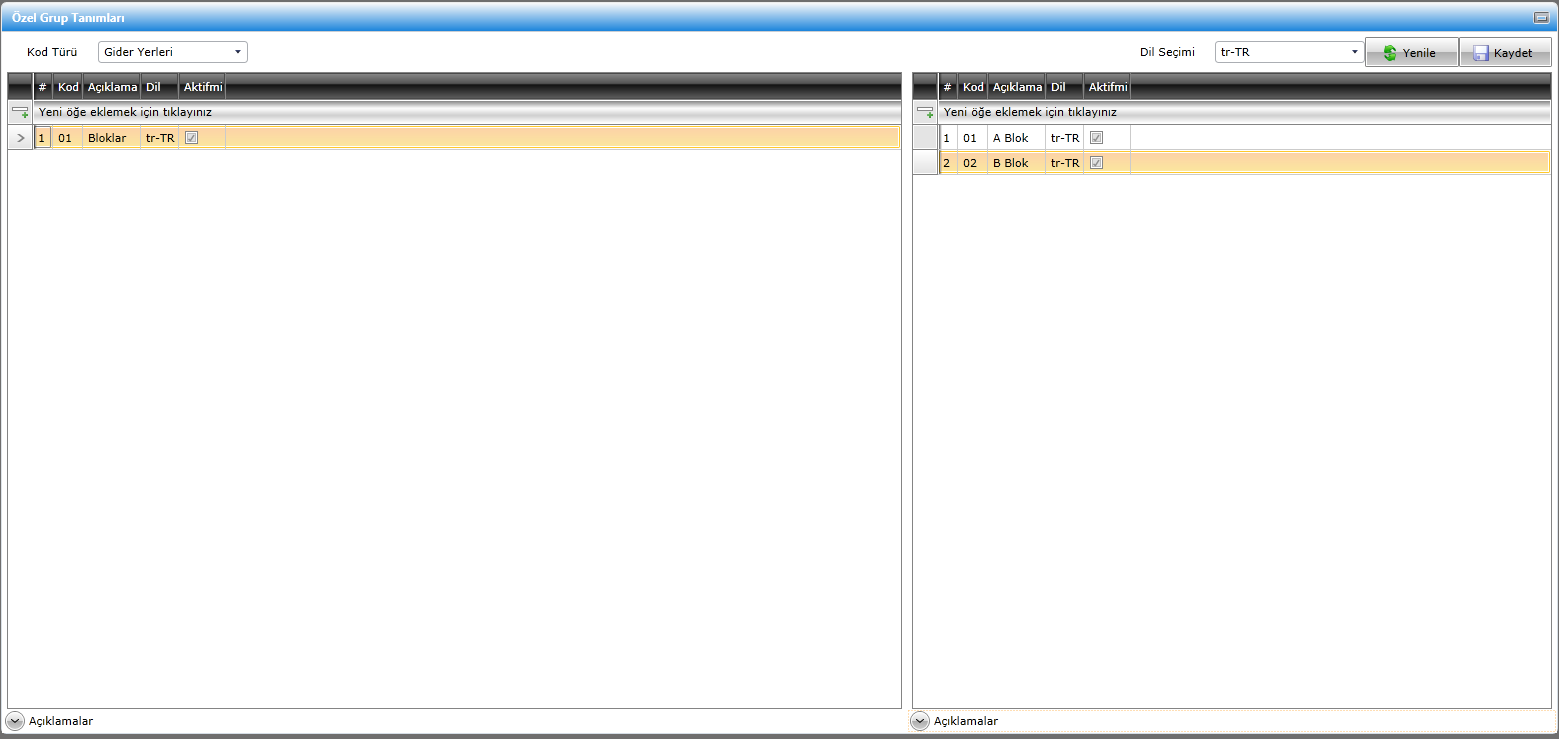 Özel Grup Tanımları
Kod Türü Gider Yerleri Dil Seçimi tr-TR Yenile Kaydet
# Kod Açıklama Dil Aktifmi
Yeni öğe eklemek için tıklayınız
1 01 Bloklar tr-TR
Açıklamalar
# Kod Açıklama Dil Aktifmi
Yeni öğe eklemek için tıklayınız
1 01 A Blok tr-TR
2 02 B Blok tr-TR
Açıklamalar